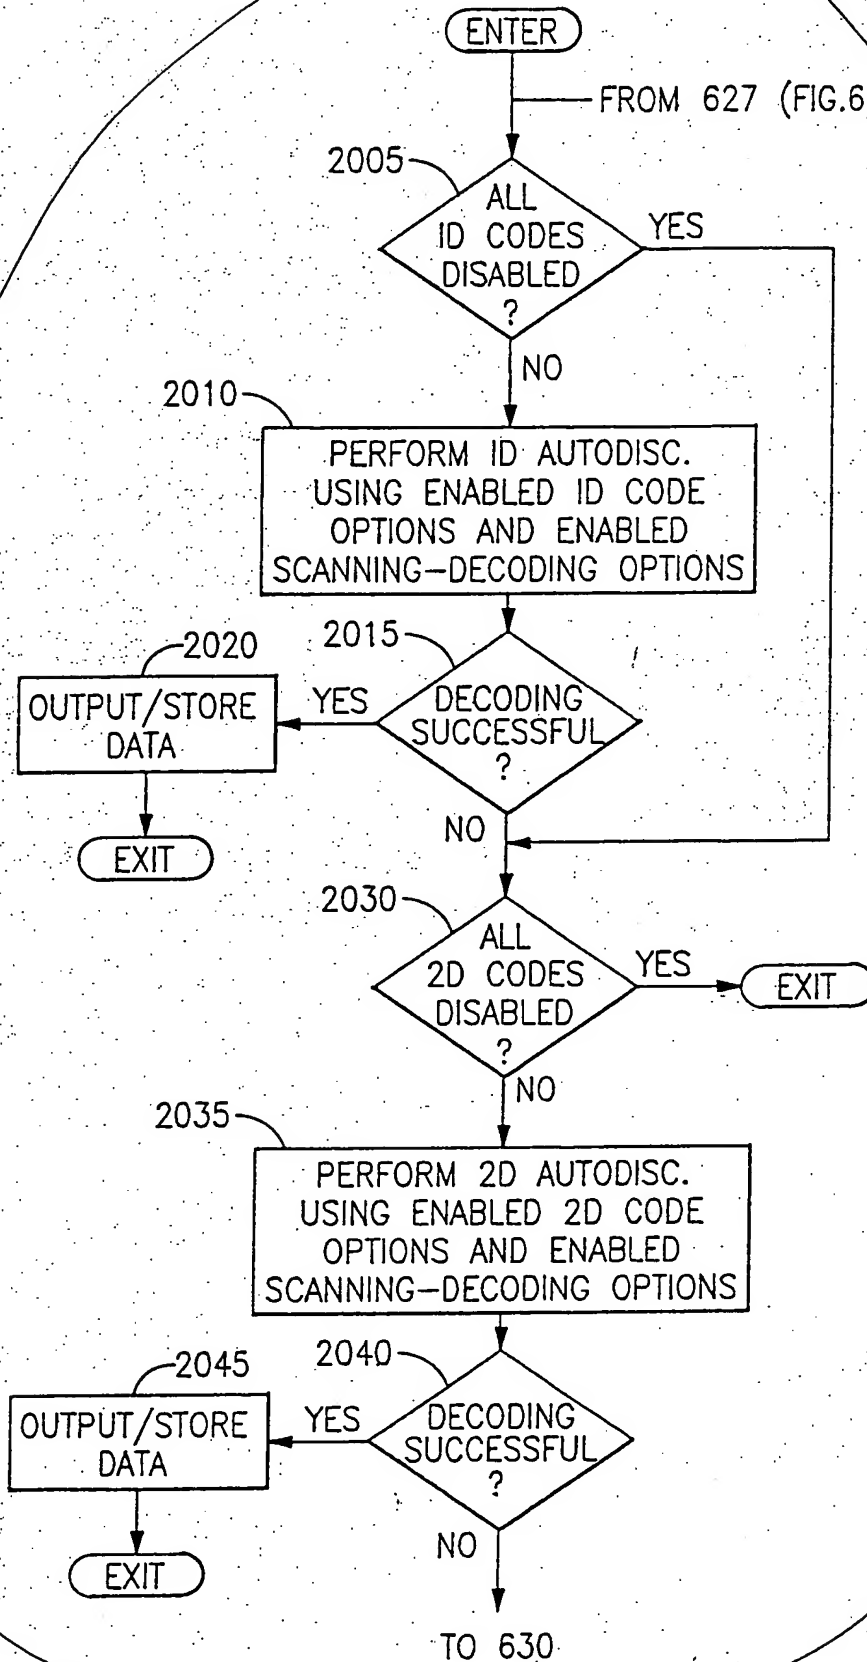 ENTER
FROM 627 (FIG.6
2005
ALL
1D CODES
DISABLED
?
YES
NO
2010
PERFORM 1D AUTODISC.
USING ENABLED 1D CODE
OPTIONS AND ENABLED
SCANNING-DECODING OPTIONS
2015
DECODING
SUCCESSFUL
?
YES
2020
OUTPUT/STORE
DATA
EXIT
NO
2030
ALL
2D CODES
DISABLED
?
YES
EXIT
NO
2035
PERFORM 2D AUTODISC.
USING ENABLED 2D CODE
OPTIONS AND ENABLED
SCANNING-DECODING OPTIONS
2040
DECODING
SUCCESSFUL
?
YES
2045
OUTPUT/STORE
DATA
EXIT
NO
TO 630